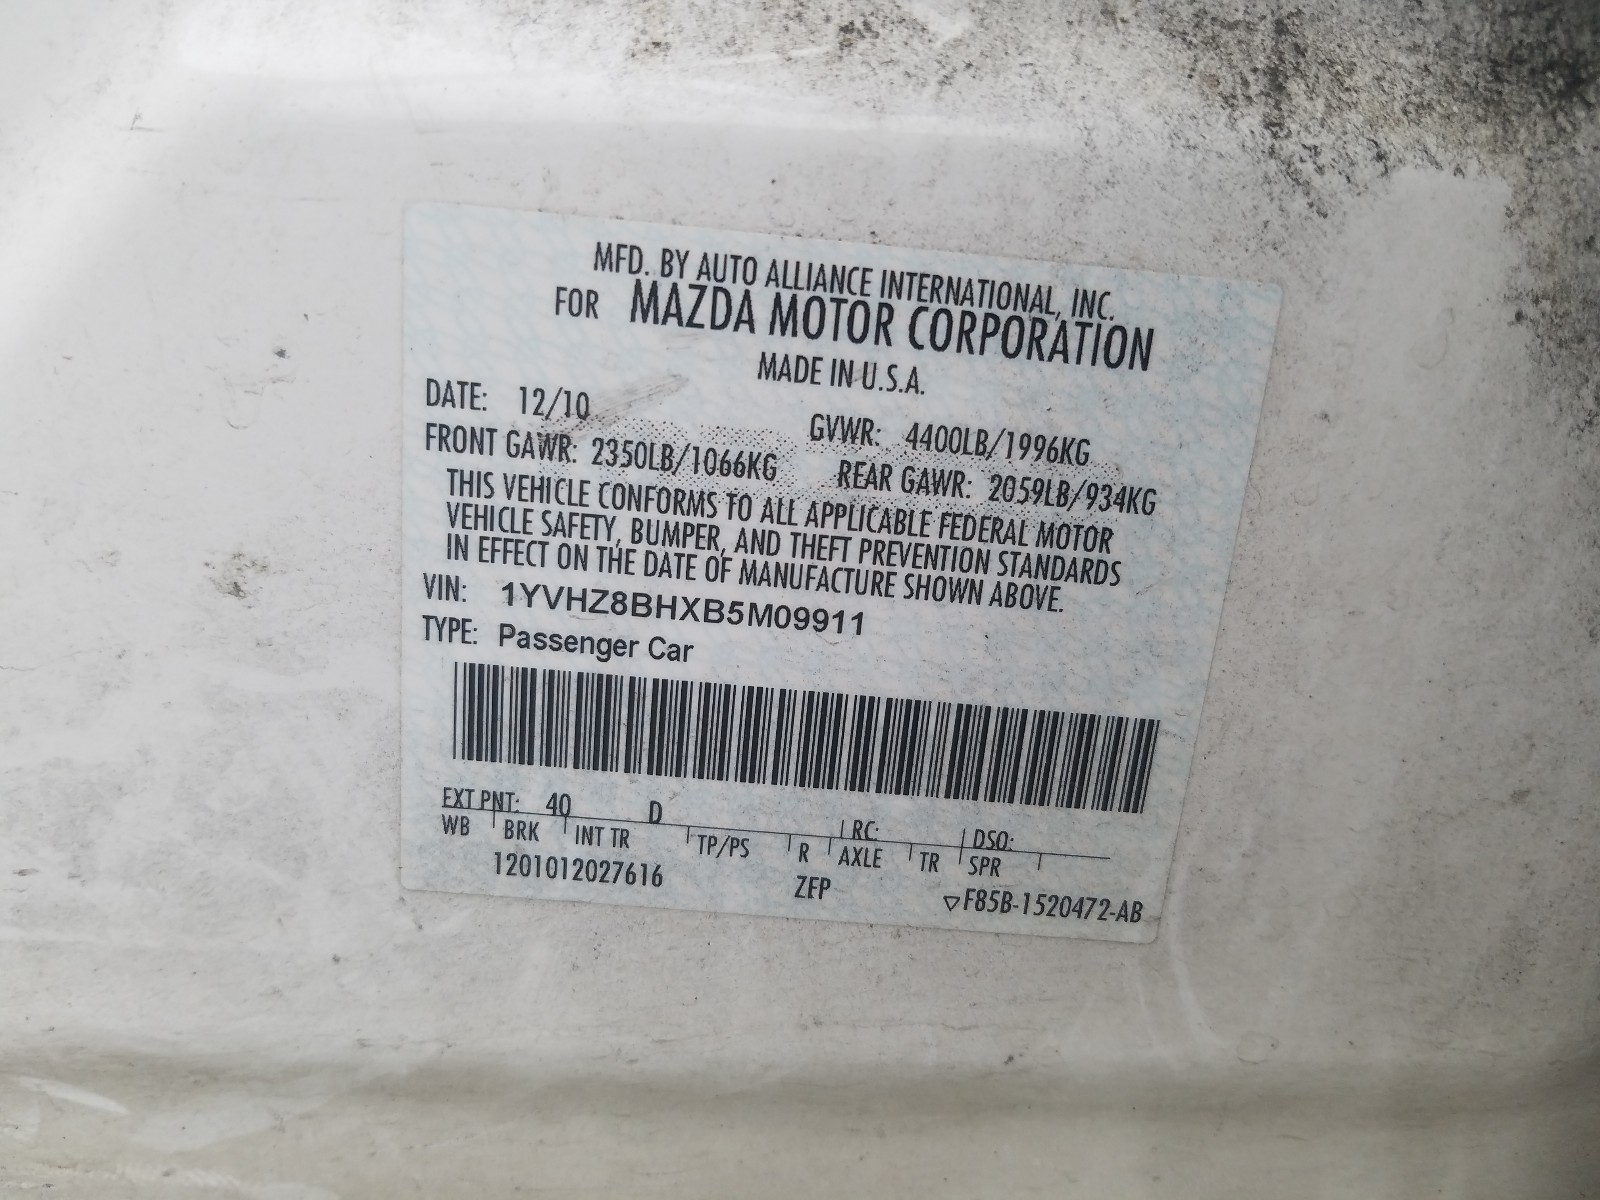 MFD. BY AUTO ALLIANCE INTERNATIONAL, INC.
FOR MAZDA MOTOR CORPORATION
MADE IN U.S.A.
DATE: 12/10 GVWR: 4400LB/1996KG
FRONT GAWR: 2350LB/1066KG REAR GAWR: 2059LB/934KG
THIS VEHICLE CONFORMS TO ALL APPLICABLE FEDERAL MOTOR
VEHICLE SAFETY, BUMPER, AND THEFT PREVENTION STANDARDS
IN EFFECT ON THE DATE OF MANUFACTURE SHOWN ABOVE.
VIN: 1YVHZ8BHXB5M09911
TYPE: Passenger Car
EXT PNT: 40 D RC: DSO:
WB BRK INT TR TP/PS R AXLE TR SPR
1201012027616 ZFP ▽F85B-1520472-AB